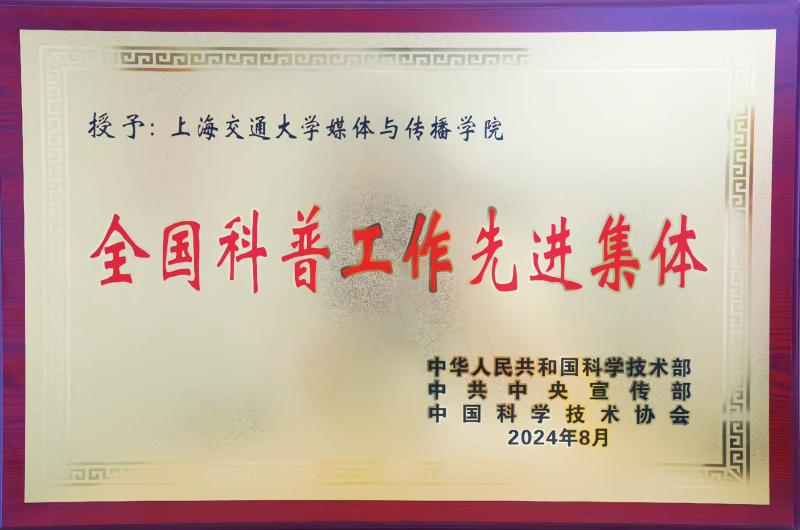 授予：上海交通大学媒体与传播学院
全国科普工作先进集体
中华人民共和国科学技术部
中共中央宣传部
中国科学技术协会
2024年8月